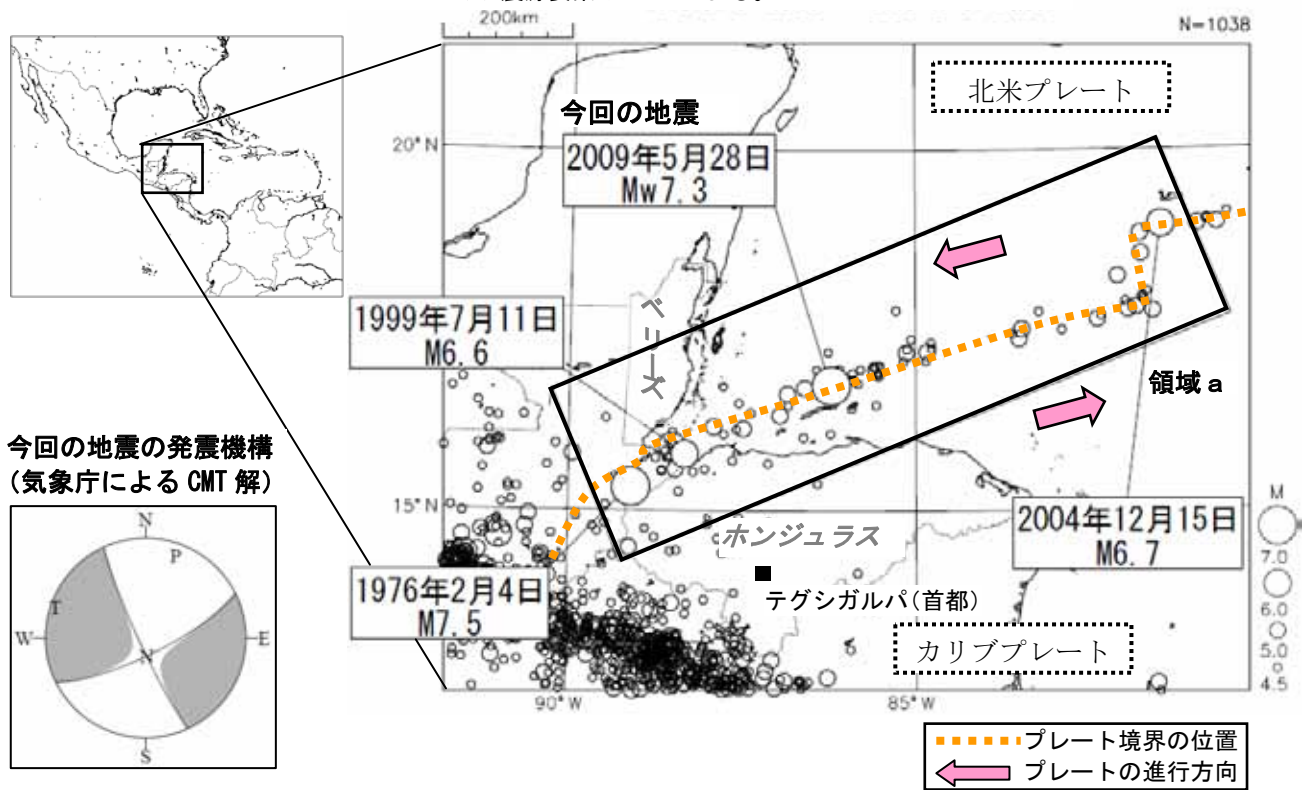 200km
N=1038
北米プレート
今回の地震
2009年5月28日
Mw7.3
20°N
1999年7月11日
M6.6
ベリーズ
領域a
今回の地震の発震機構
(気象庁によるCMT解)
N
P
T
W
N
E
S
15°N
ホンジュラス
2004年12月15日
M6.7
M
7.0
6.0
5.0
4.5
1976年2月4日
M7.5
テグシガルパ(首都)
カリブプレート
90°W
85°W
プレート境界の位置
プレートの進行方向